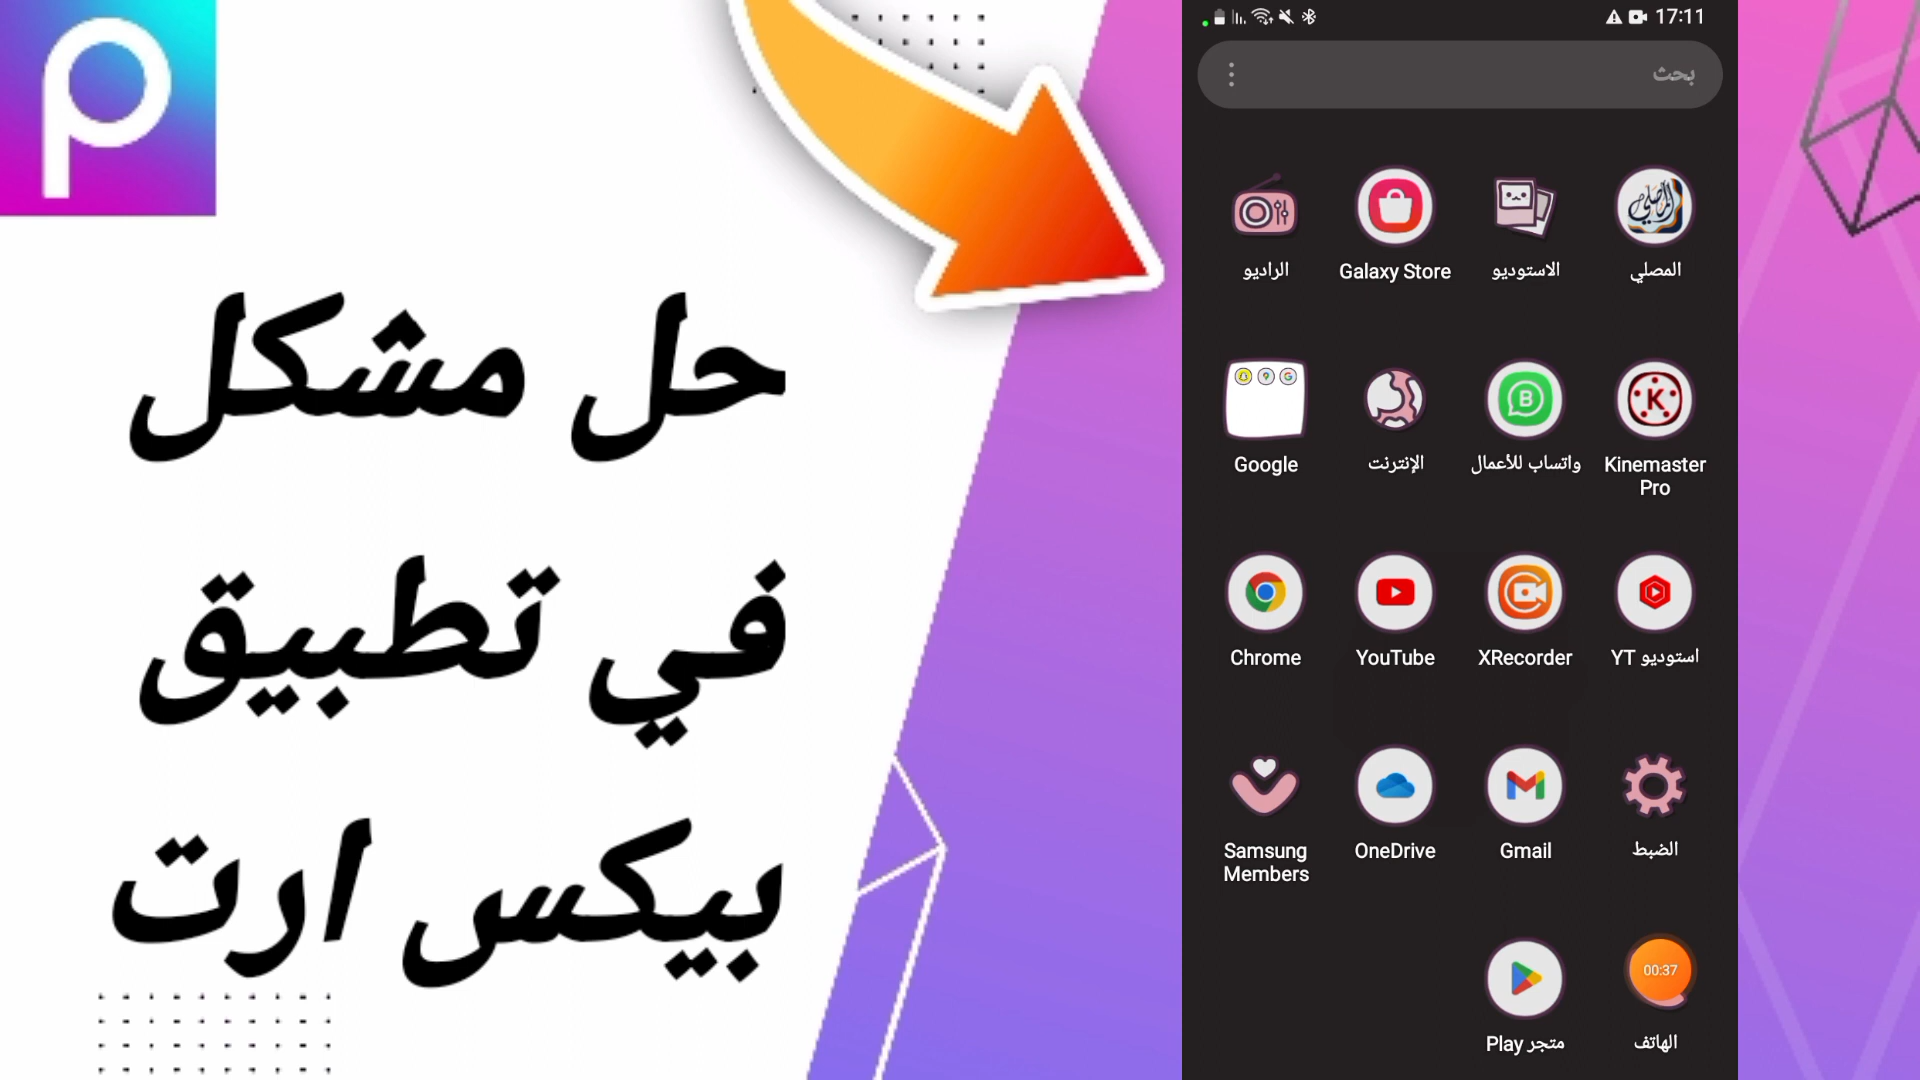 حل مشكل
في تطبيق
بيكس ارت
17:11
بحث
المصلي
الاستوديو
Galaxy Store
الراديو
Kinemaster Pro
واتساب للأعمال
الإنترنت
Google
استوديو YT
XRecorder
YouTube
Chrome
الضبط
Gmail
OneDrive
Samsung Members
00:37
الهاتف
متجر Play